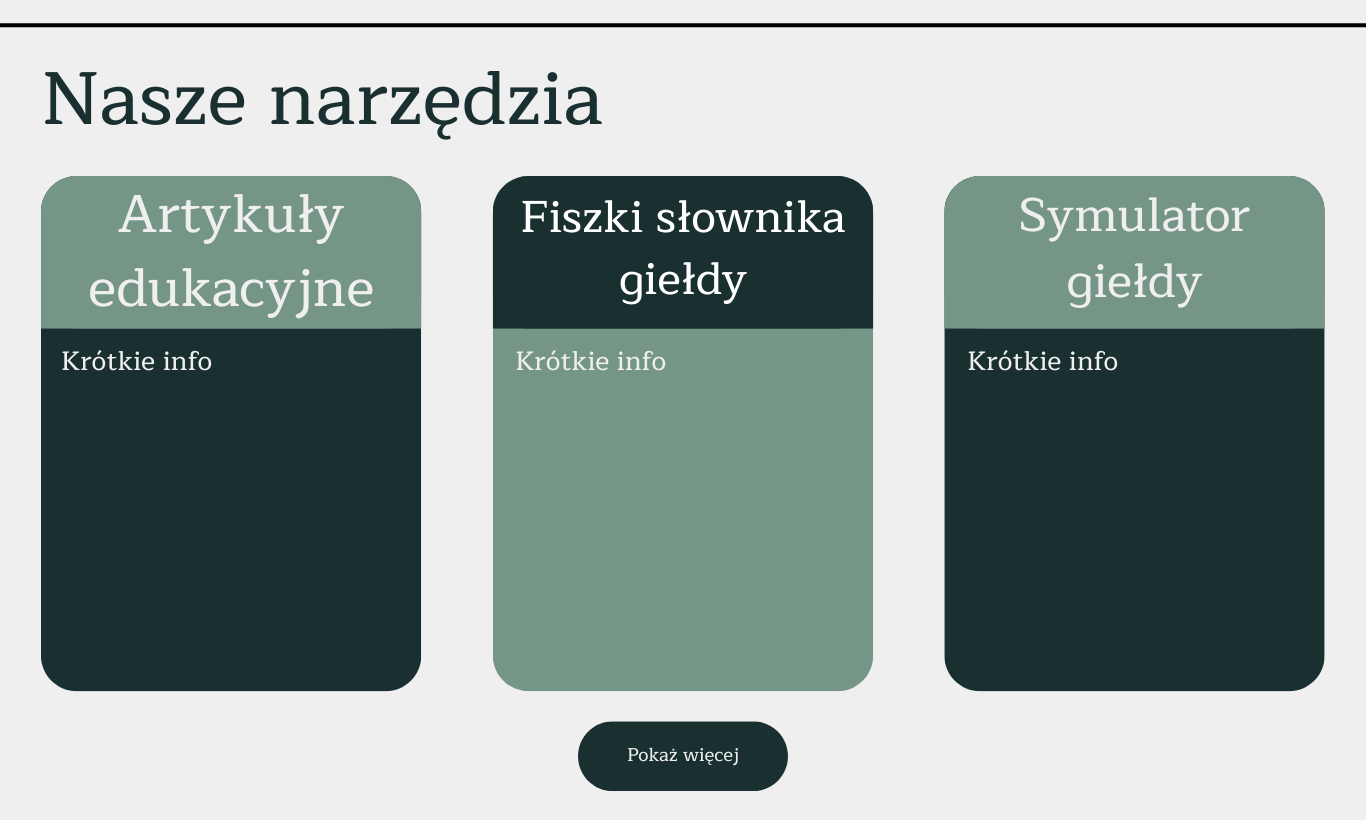 Nasze narzędzia
Artykuły
edukacyjne
Krótkie info
Fiszki słownika
giełdy
Krótkie info
Symulator
giełdy
Krótkie info
Pokaż więcej